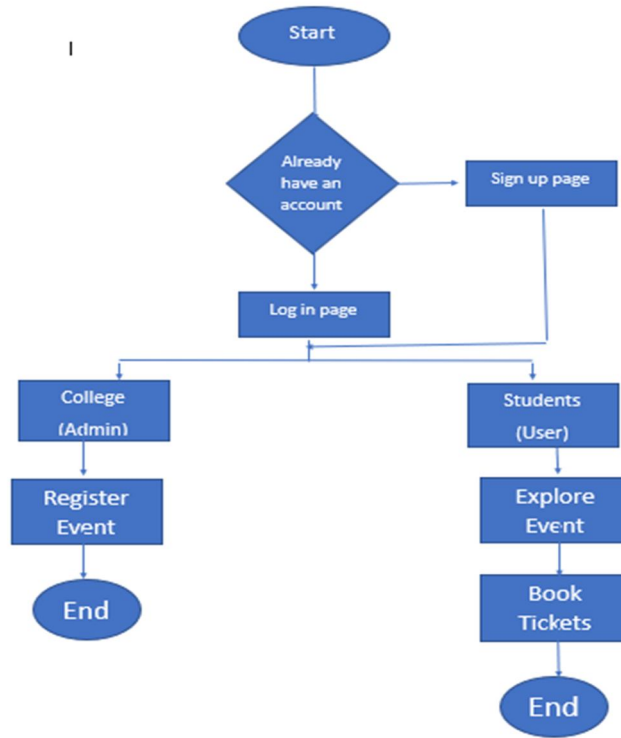 Start
I
Already
have an
account
Sign up page
Log in page
College
(Admin)
Students
(User)
Register
Event
Explore
Event
End
Book
Tickets
End